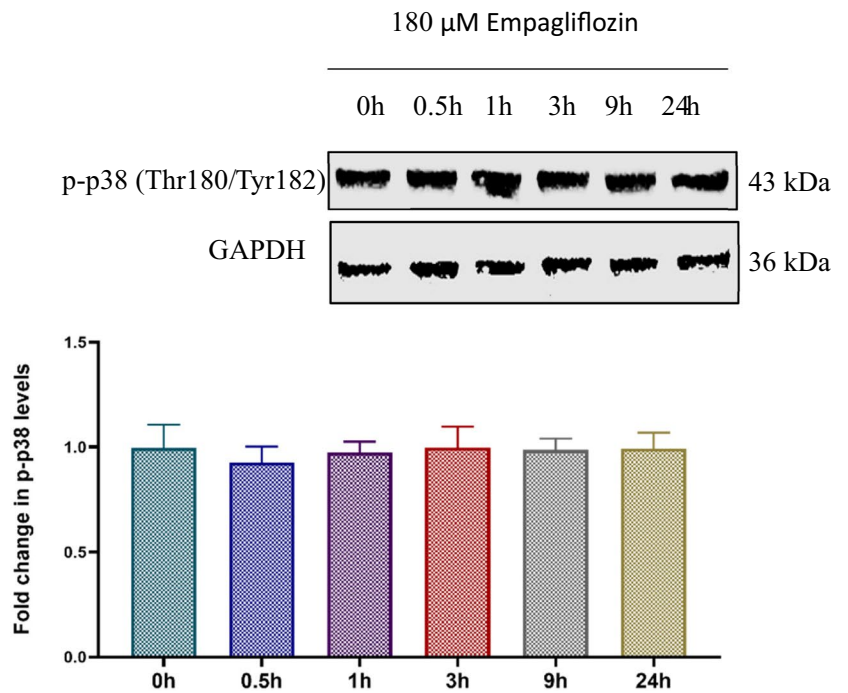 180 μM Empagliflozin
0h 0.5h 1h 3h 9h 24h
p-p38 (Thr180/Tyr182) 43 kDa
GAPDH 36 kDa
Fold change in p-p38 levels
1.5
1.0
0.5
0.0
0h 0.5h 1h 3h 9h 24h